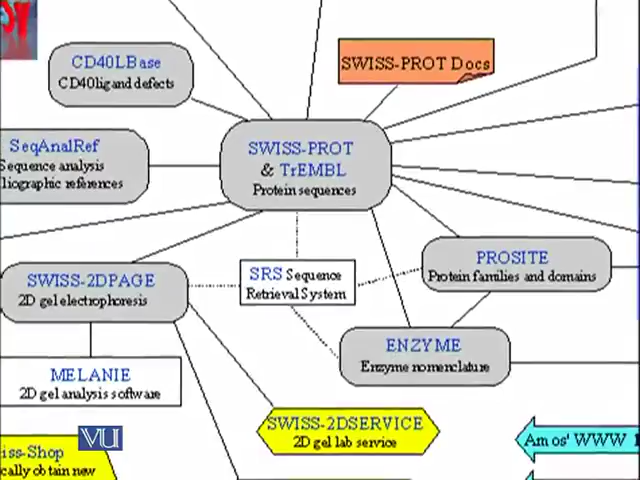 CD40LBase
CD40ligand defects
SWISS-PROT Docs
SeqAnalRef
Sequence analysis
liographic references
SWISS-PROT
& TrEMBL
Protein sequences
SWISS-2DPAGE
2D gel electrophoresis
SRS Sequence
Retrieval System
PROSITE
Protein families and domains
ENZYME
Enzyme nomenclature
MELANIE
2D gel analysis software
SWISS-2DSERVICE
2D gel lab service
iss-Shop
cally obtain new
VU
Amos' WWW